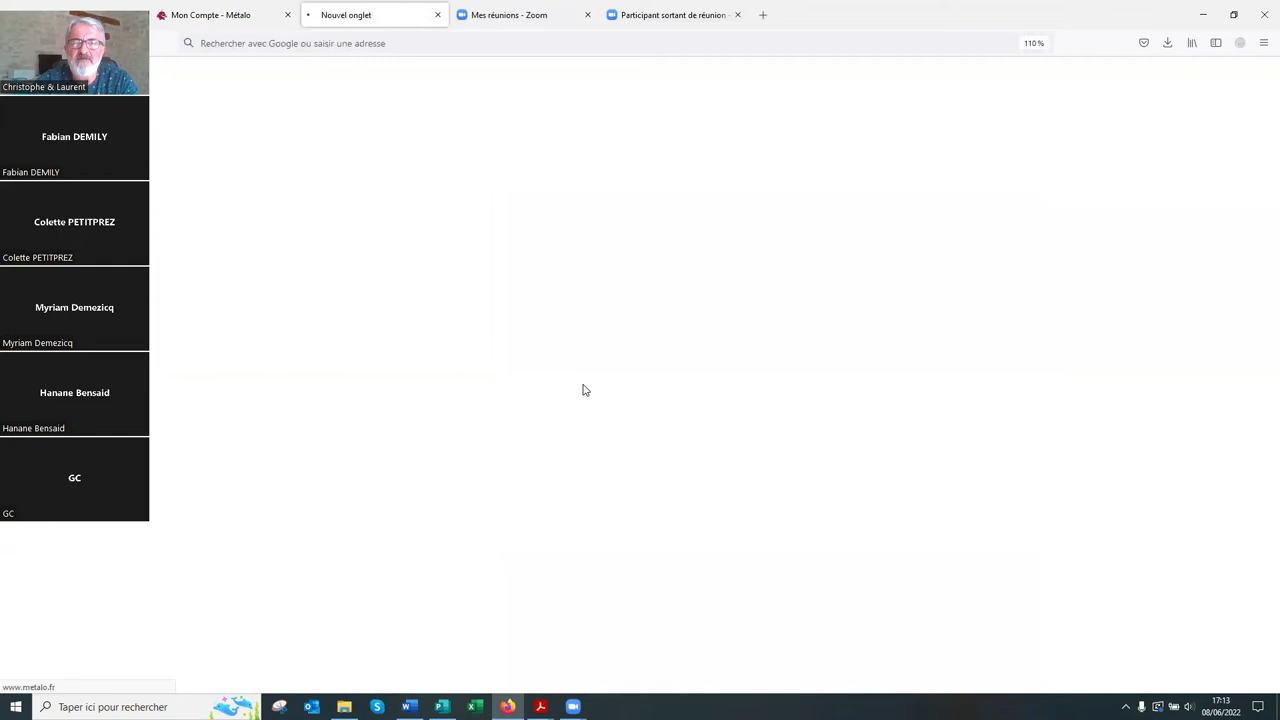 Mon Compte - Métalo
Nouvel onglet
Mes réunions - Zoom
Participant sortant de réunion -
Rechercher avec Google ou saisir une adresse
110 %
Christophe & Laurent
Fabian DEMILY
Fabian DEMILY
Colette PETITPREZ
Colette PETITPREZ
Myriam Demezicq
Myriam Demezicq
Hanane Bensaid
Hanane Bensaid
GC
GC
www.metalo.fr
Taper ici pour rechercher
17:13
08/06/2022